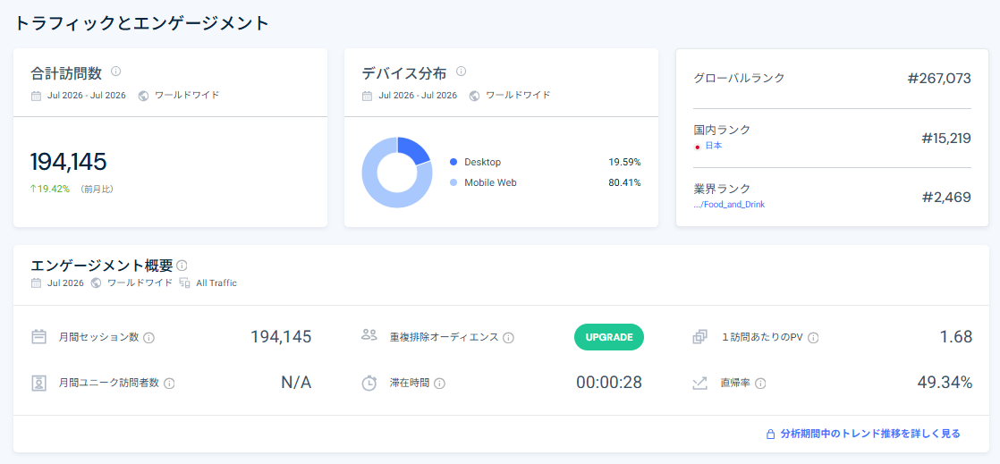 トラフィックとエンゲージメント
合計訪問数
Jul 2026 - Jul 2026 ワールドワイド
194,145
↑19.42% （前月比）
デバイス分布
Jul 2026 - Jul 2026 ワールドワイド
Desktop 19.59%
Mobile Web 80.41%
グローバルランク #267,073
国内ランク
日本
#15,219
業界ランク
.../Food_and_Drink
#2,469
エンゲージメント概要
Jul 2026 ワールドワイド All Traffic
月間セッション数 194,145
重複排除オーディエンス UPGRADE
１訪問あたりのPV 1.68
月間ユニーク訪問者数 N/A
滞在時間 00:00:28
直帰率 49.34%
分析期間中のトレンド推移を詳しく見る